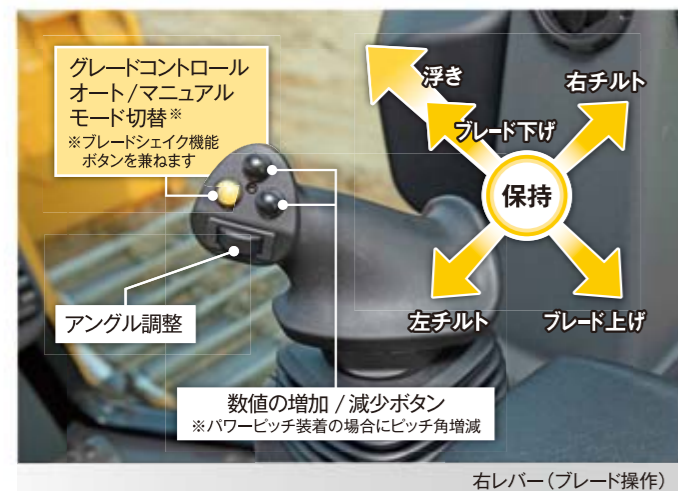 グレードコントロール
オート/マニュアル
モード切替※
※ブレードシェイク機能
ボタンを兼ねます
浮き
右チルト
ブレード下げ
保持
アングル調整
左チルト
ブレード上げ
数値の増加 / 減少ボタン
※パワーピッチ装着の場合にピッチ角増減
右レバー(ブレード操作)